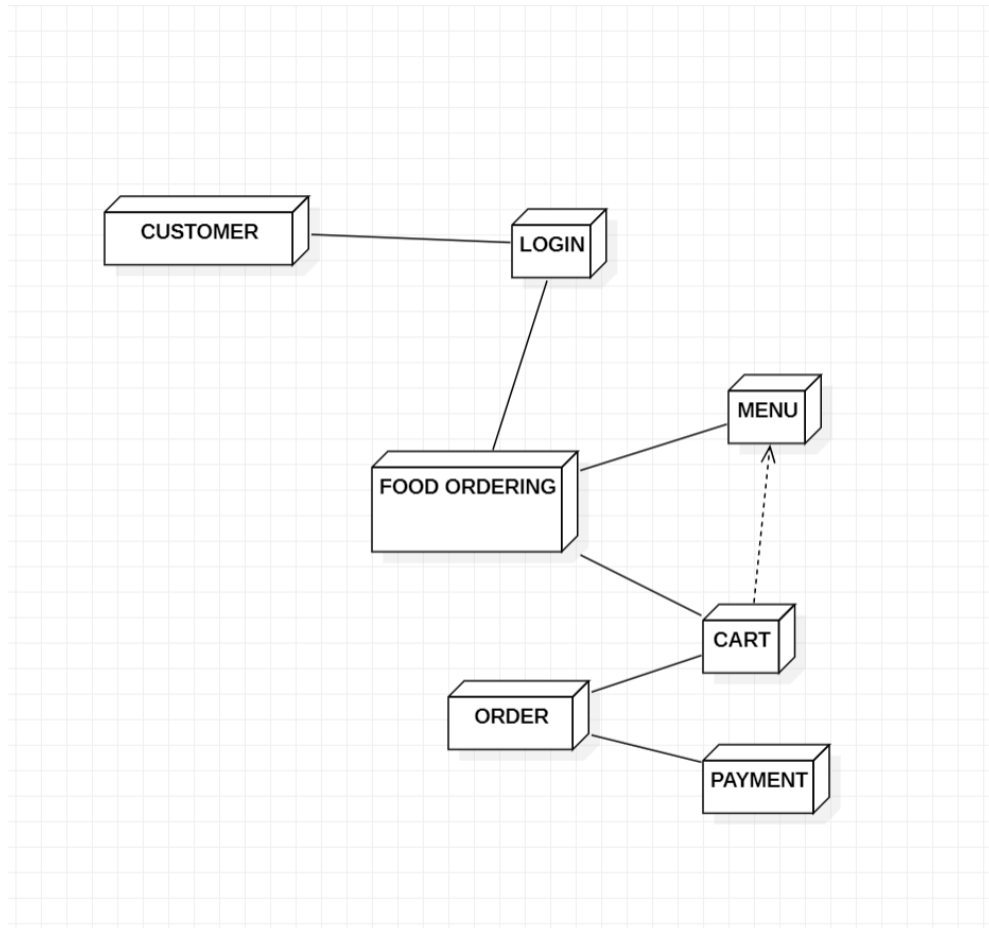 CUSTOMER
LOGIN
MENU
FOOD ORDERING
CART
ORDER
PAYMENT